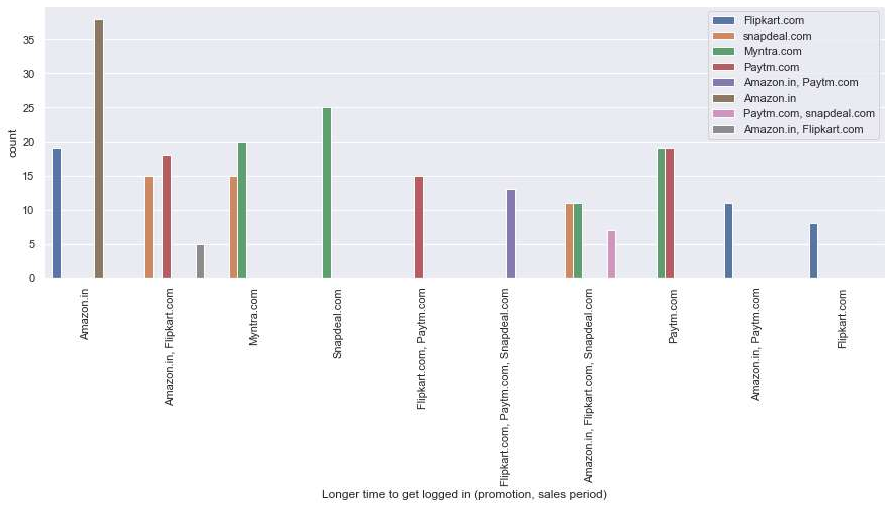 Flipkart.com
snapdeal.com
Myntra.com
Paytm.com
Amazon.in, Paytm.com
Amazon.in
Paytm.com, snapdeal.com
Amazon.in, Flipkart.com
count
35
30
25
20
15
10
5
0
Amazon.in
Amazon.in, Flipkart.com
Myntra.com
Snapdeal.com
Flipkart.com, Paytm.com
Flipkart.com, Paytm.com, Snapdeal.com
Amazon.in, Flipkart.com, Snapdeal.com
Paytm.com
Amazon.in, Paytm.com
Flipkart.com
Longer time to get logged in (promotion, sales period)